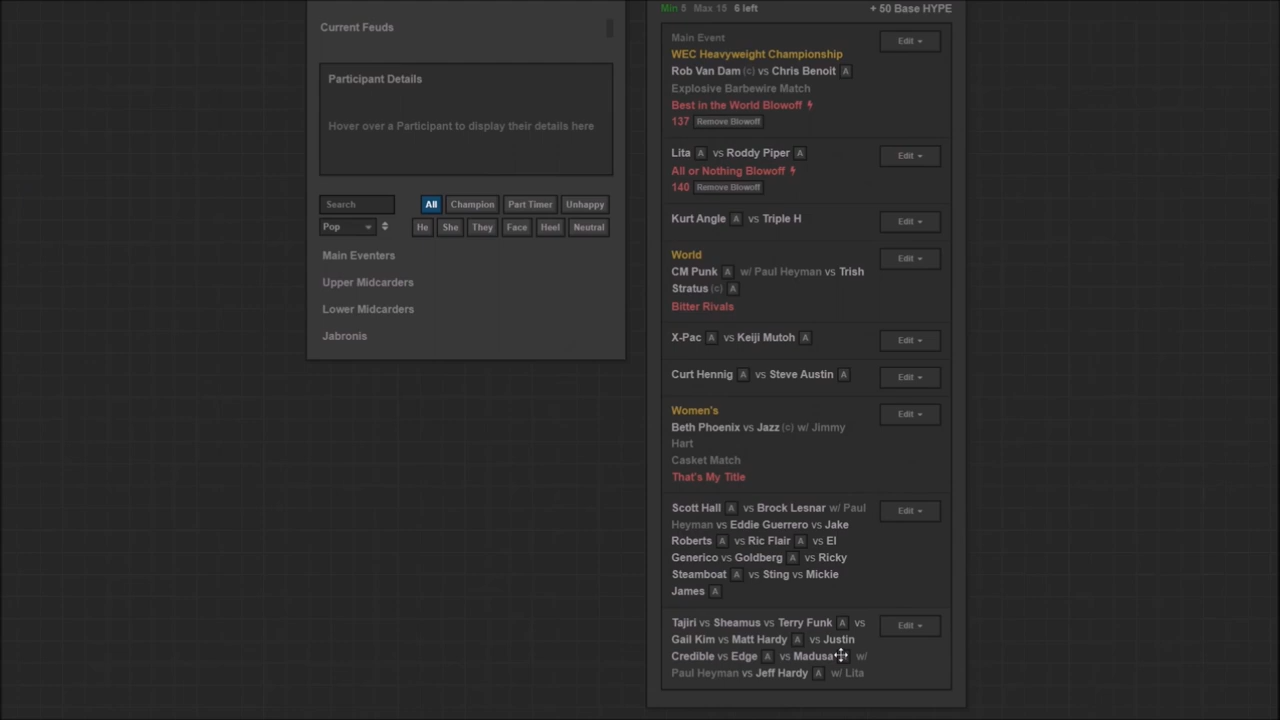 Current Feuds
Participant Details
Hover over a Participant to display their details here
Search
All Champion Part Timer Unhappy
Pop
He She They Face Heel Neutral
Main Eventers
Upper Midcarders
Lower Midcarders
Jabronis
Min 5 Max 15 6 left + 50 Base HYPE
Main Event Edit
WEC Heavyweight Championship
Rob Van Dam (c) vs Chris Benoit A
Explosive Barbewire Match
Best in the World Blowoff
137 Remove Blowoff
Lita A vs Roddy Piper A Edit
All or Nothing Blowoff
140 Remove Blowoff
Kurt Angle A vs Triple H Edit
World Edit
CM Punk A w/ Paul Heyman vs Trish
Stratus (c) A
Bitter Rivals
X-Pac A vs Keiji Mutoh A Edit
Curt Hennig A vs Steve Austin A Edit
Women's Edit
Beth Phoenix vs Jazz (c) w/ Jimmy
Hart
Casket Match
That's My Title
Scott Hall A vs Brock Lesnar w/ Paul Edit
Heyman vs Eddie Guerrero vs Jake
Roberts A vs Ric Flair A vs El
Generico vs Goldberg A vs Ricky
Steamboat A vs Sting vs Mickie
James A
Tajiri vs Sheamus vs Terry Funk A vs Edit
Gail Kim vs Matt Hardy A vs Justin
Credible vs Edge A vs Madusa w/
Paul Heyman vs Jeff Hardy A w/ Lita